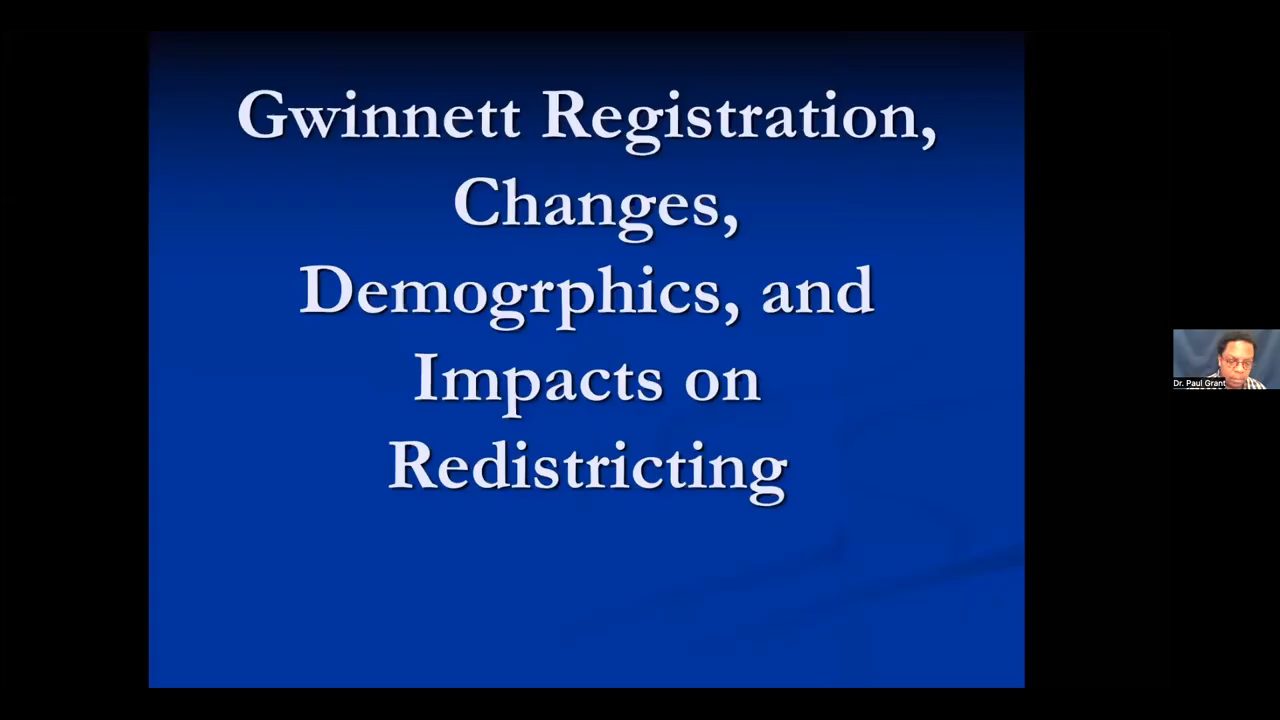 Gwinnett Registration,
Changes,
Demogrphics, and
Impacts on
Redistricting
Dr. Paul Grant